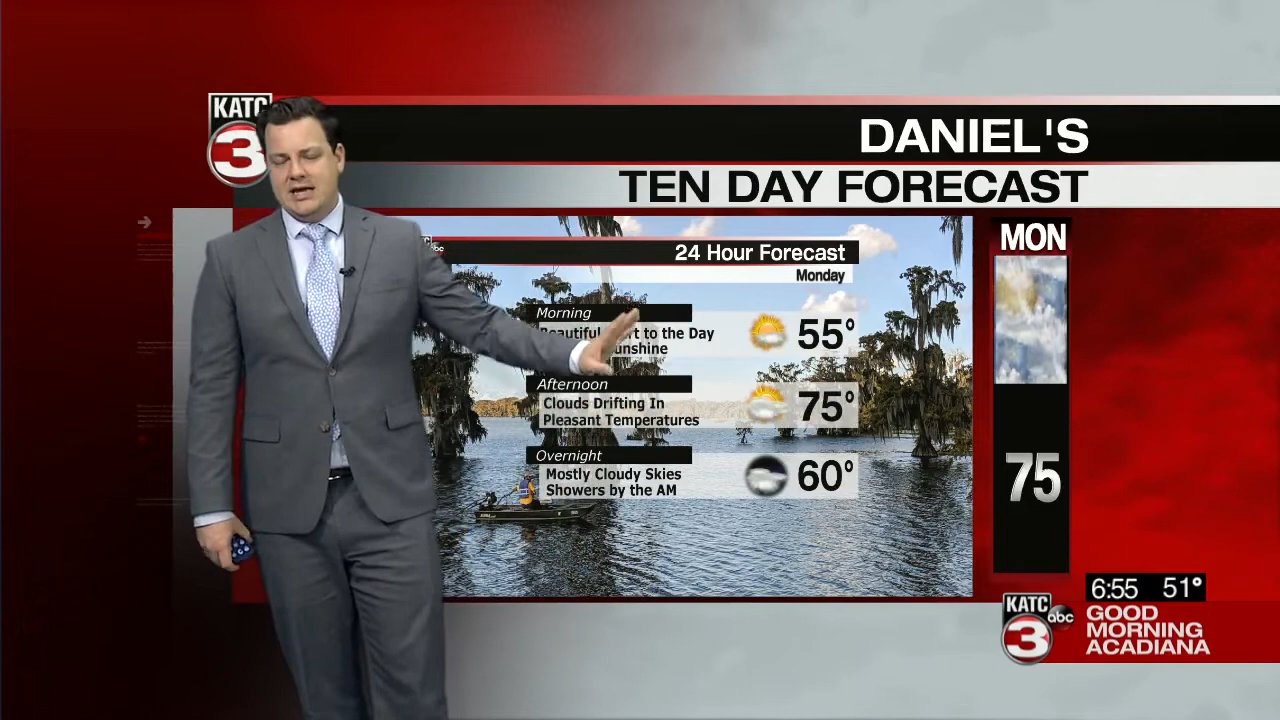 KATC
3
DANIEL'S
TEN DAY FORECAST
24 Hour Forecast
Monday
Morning
to the Day
55°
Afternoon
Clouds Drifting In
Pleasant Temperatures
75°
Overnight
Mostly Cloudy Skies
Showers by the AM
60°
MON
75
6:55 51°
KATC
3
abc
GOOD
MORNING
ACADIANA